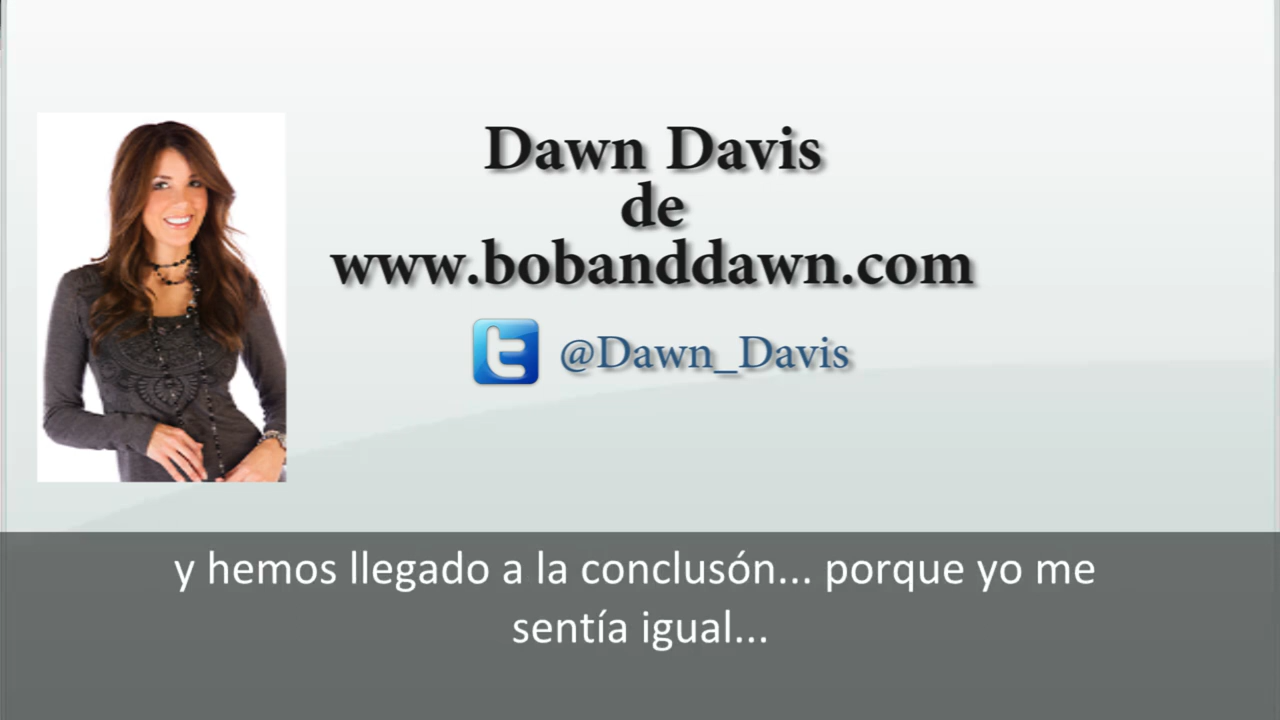 Dawn Davis
de
www.bobanddawn.com
@Dawn_Davis
y hemos llegado a la conclusón... porque yo me
sentía igual...